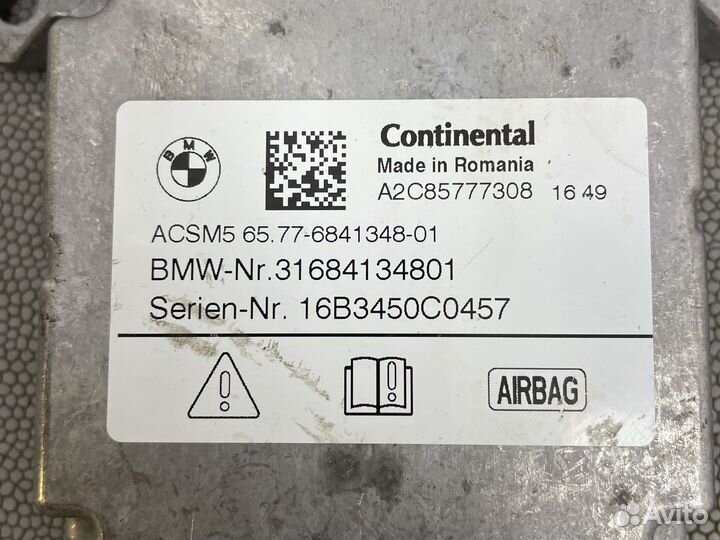 BMW
Continental
Made in Romania
A2C85777308 16 49
ACSM5 65.77-6841348-01
BMW-Nr.31684134801
Serien-Nr. 16B3450C0457
AIRBAG
Avito